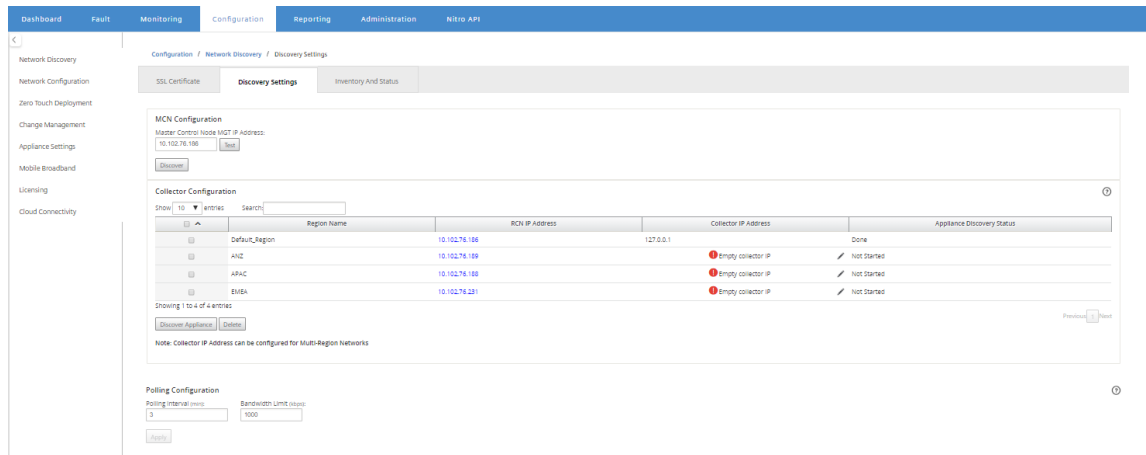 Dashboard Fault Monitoring Configuration Reporting Administration Nitro API
Network Discovery
Network Configuration
Zero Touch Deployment
Change Management
Appliance Settings
Mobile Broadband
Licensing
Cloud Connectivity
Configuration / Network Discovery / Discovery Settings
SSL Certificate Discovery Settings Inventory And Status
MCN Configuration
Master Control Node MGT IP Address:
10.102.76.186 Test
Discover
Collector Configuration
Show 10 entries Search:
Region Name RCN IP Address Collector IP Address Appliance Discovery Status
Default_Region 10.102.76.186 127.0.0.1 Done
ANZ 10.102.76.189 Empty collector IP Not Started
APAC 10.102.76.188 Empty collector IP Not Started
EMEA 10.102.76.231 Empty collector IP Not Started
Showing 1 to 4 of 4 entries
Previous 1 Next
Discover Appliance Delete
Note: Collector IP Address can be configured for Multi-Region Networks
Polling Configuration
Polling Interval (min): Bandwidth Limit (kbps):
3 1000
Apply